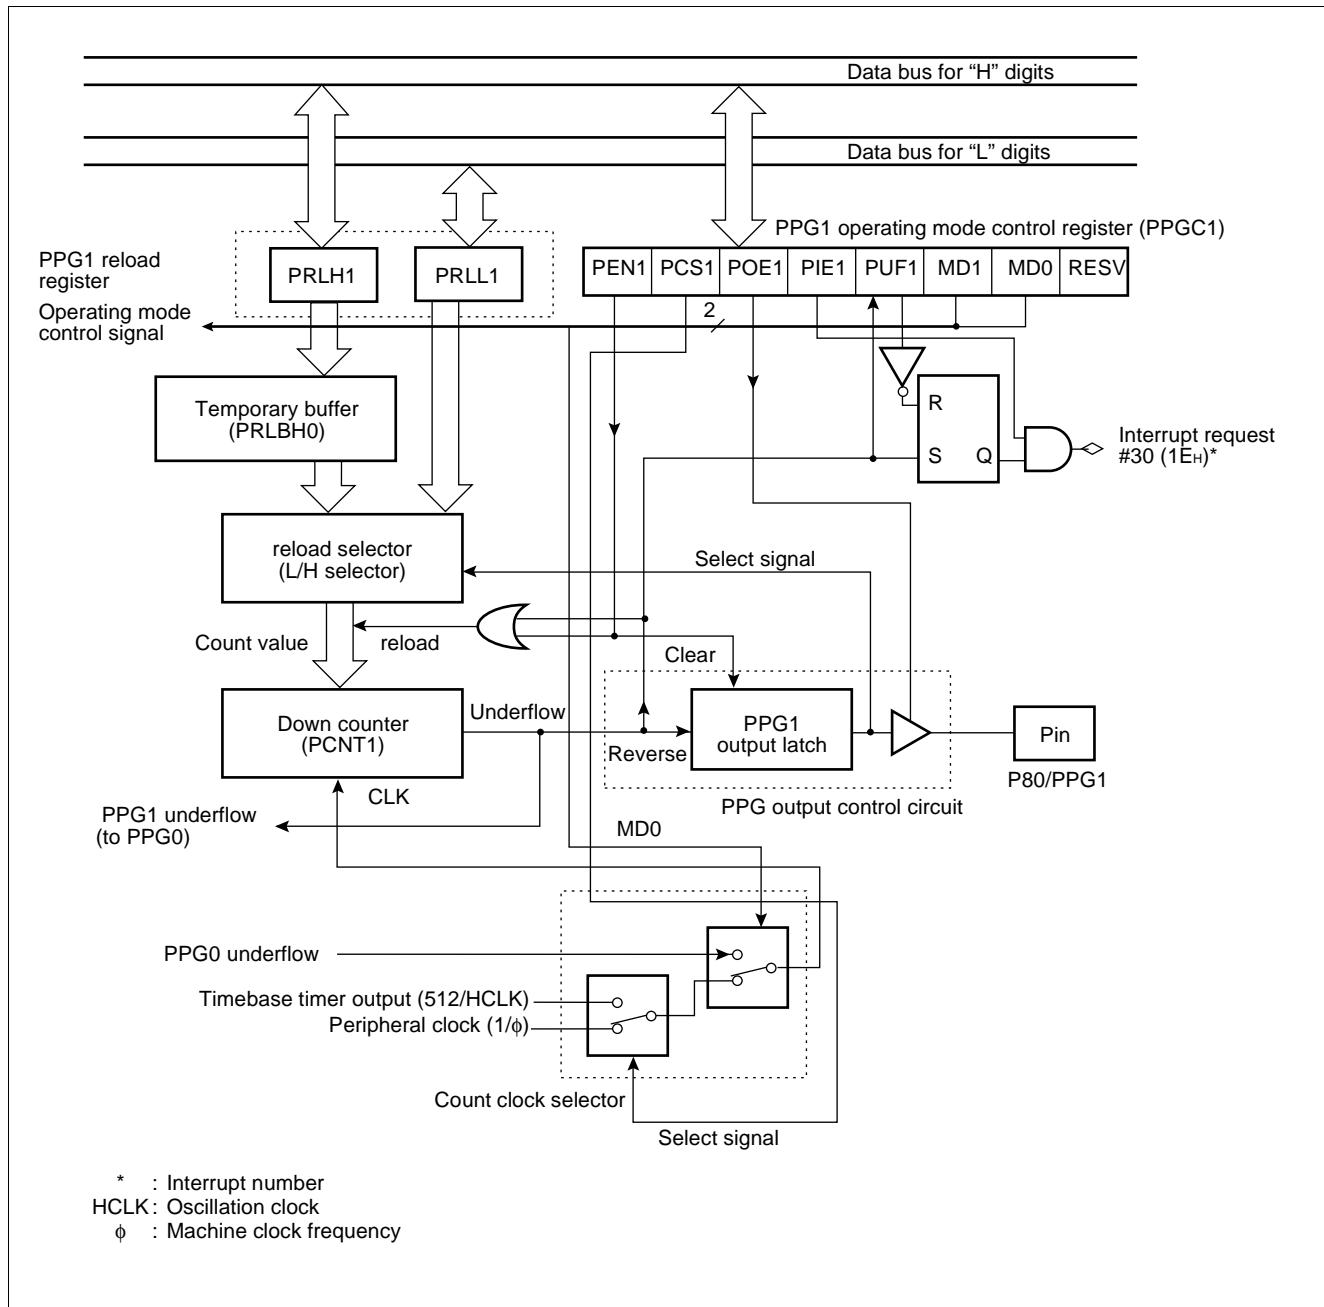 Data bus for “H” digits
Data bus for “L” digits
PPG1 operating mode control register (PPGC1)
PPG1 reload
register
PRLH1
PRLL1
PEN1 PCS1 POE1 PIE1 PUF1 MD1 MD0 RESV
Operating mode
control signal
2
Temporary buffer
(PRLBH0)
R
S
Q
Interrupt request
#30 (1EH)*
reload selector
(L/H selector)
Select signal
Count value
reload
Clear
Down counter
(PCNT1)
Underflow
Reverse
PPG1
output latch
Pin
P80/PPG1
CLK
PPG output control circuit
PPG1 underflow
(to PPG0)
MD0
PPG0 underflow
Timebase timer output (512/HCLK)
Peripheral clock (1/ϕ)
Count clock selector
Select signal
* : Interrupt number
HCLK : Oscillation clock
ϕ : Machine clock frequency